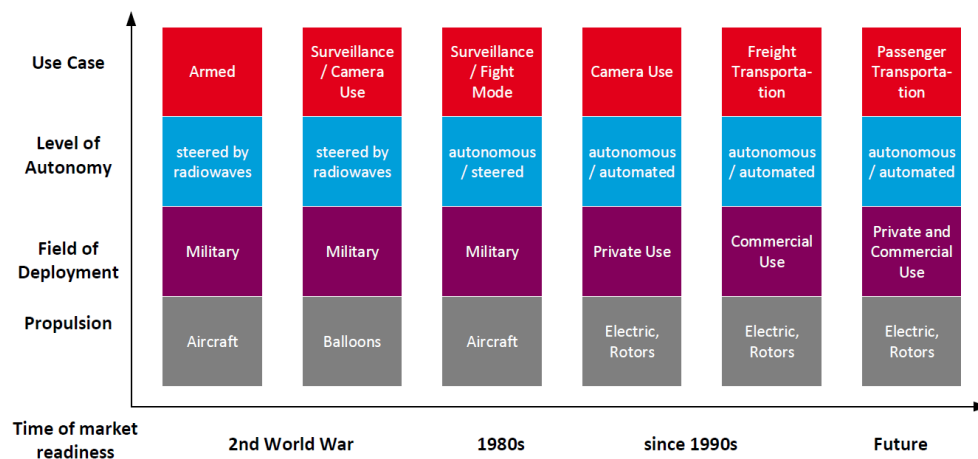 Use Case
Armed
Surveillance
/ Camera
Use
Surveillance
/ Fight
Mode
Camera Use
Freight
Transporta-
tion
Passenger
Transporta-
tion
Level of
Autonomy
steered by
radiowaves
steered by
radiowaves
autonomous
/ steered
autonomous
/ automated
autonomous
/ automated
autonomous
/ automated
Field of
Deployment
Military
Military
Military
Private Use
Commercial
Use
Private and
Commercial
Use
Propulsion
Aircraft
Balloons
Aircraft
Electric,
Rotors
Electric,
Rotors
Electric,
Rotors
Time of market
readiness
2nd World War
1980s
since 1990s
Future